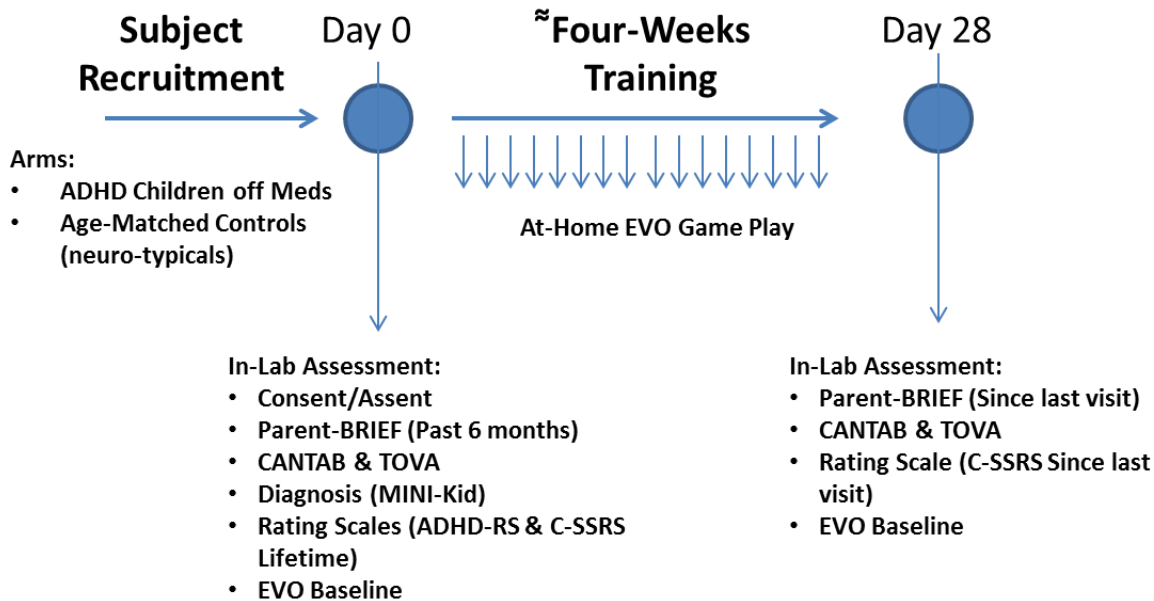 Subject
Recruitment
Day 0
≈Four-Weeks
Training
Day 28
Arms:
• ADHD Children off Meds
• Age-Matched Controls
(neuro-typicals)
At-Home EVO Game Play
In-Lab Assessment:
• Consent/Assent
• Parent-BRIEF (Past 6 months)
• CANTAB & TOVA
• Diagnosis (MINI-Kid)
• Rating Scales (ADHD-RS & C-SSRS
Lifetime)
• EVO Baseline
In-Lab Assessment:
• Parent-BRIEF (Since last visit)
• CANTAB & TOVA
• Rating Scale (C-SSRS Since last
visit)
• EVO Baseline